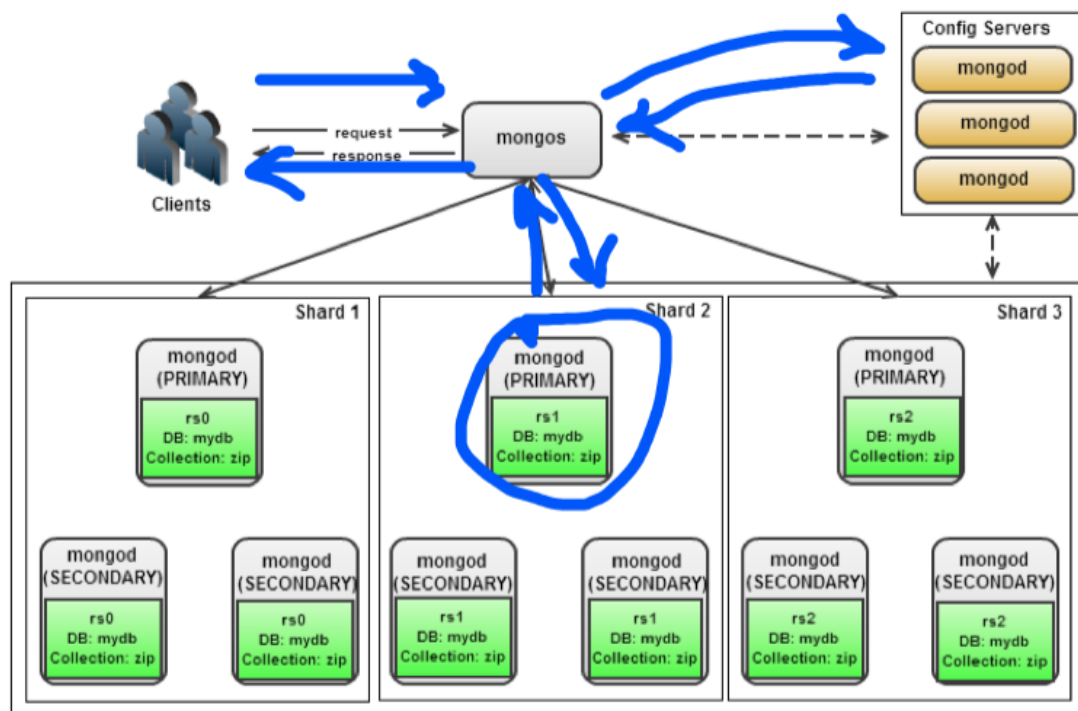 Config Servers
mongod
mongod
mongod
request
response
mongos
Clients
Shard 1
mongod
(PRIMARY)
rs0
DB: mydb
Collection: zip
mongod
(SECONDARY)
rs0
DB: mydb
Collection: zip
mongod
(SECONDARY)
rs0
DB: mydb
Collection: zip
Shard 2
mongod
(PRIMARY)
rs1
DB: mydb
Collection: zip
mongod
(SECONDARY)
rs1
DB: mydb
Collection: zip
mongod
(SECONDARY)
rs1
DB: mydb
Collection: zip
Shard 3
mongod
(PRIMARY)
rs2
DB: mydb
Collection: zip
mongod
(SECONDARY)
rs2
DB: mydb
Collection: zip
mongod
(SECONDARY)
rs2
DB: mydb
Collection: zip